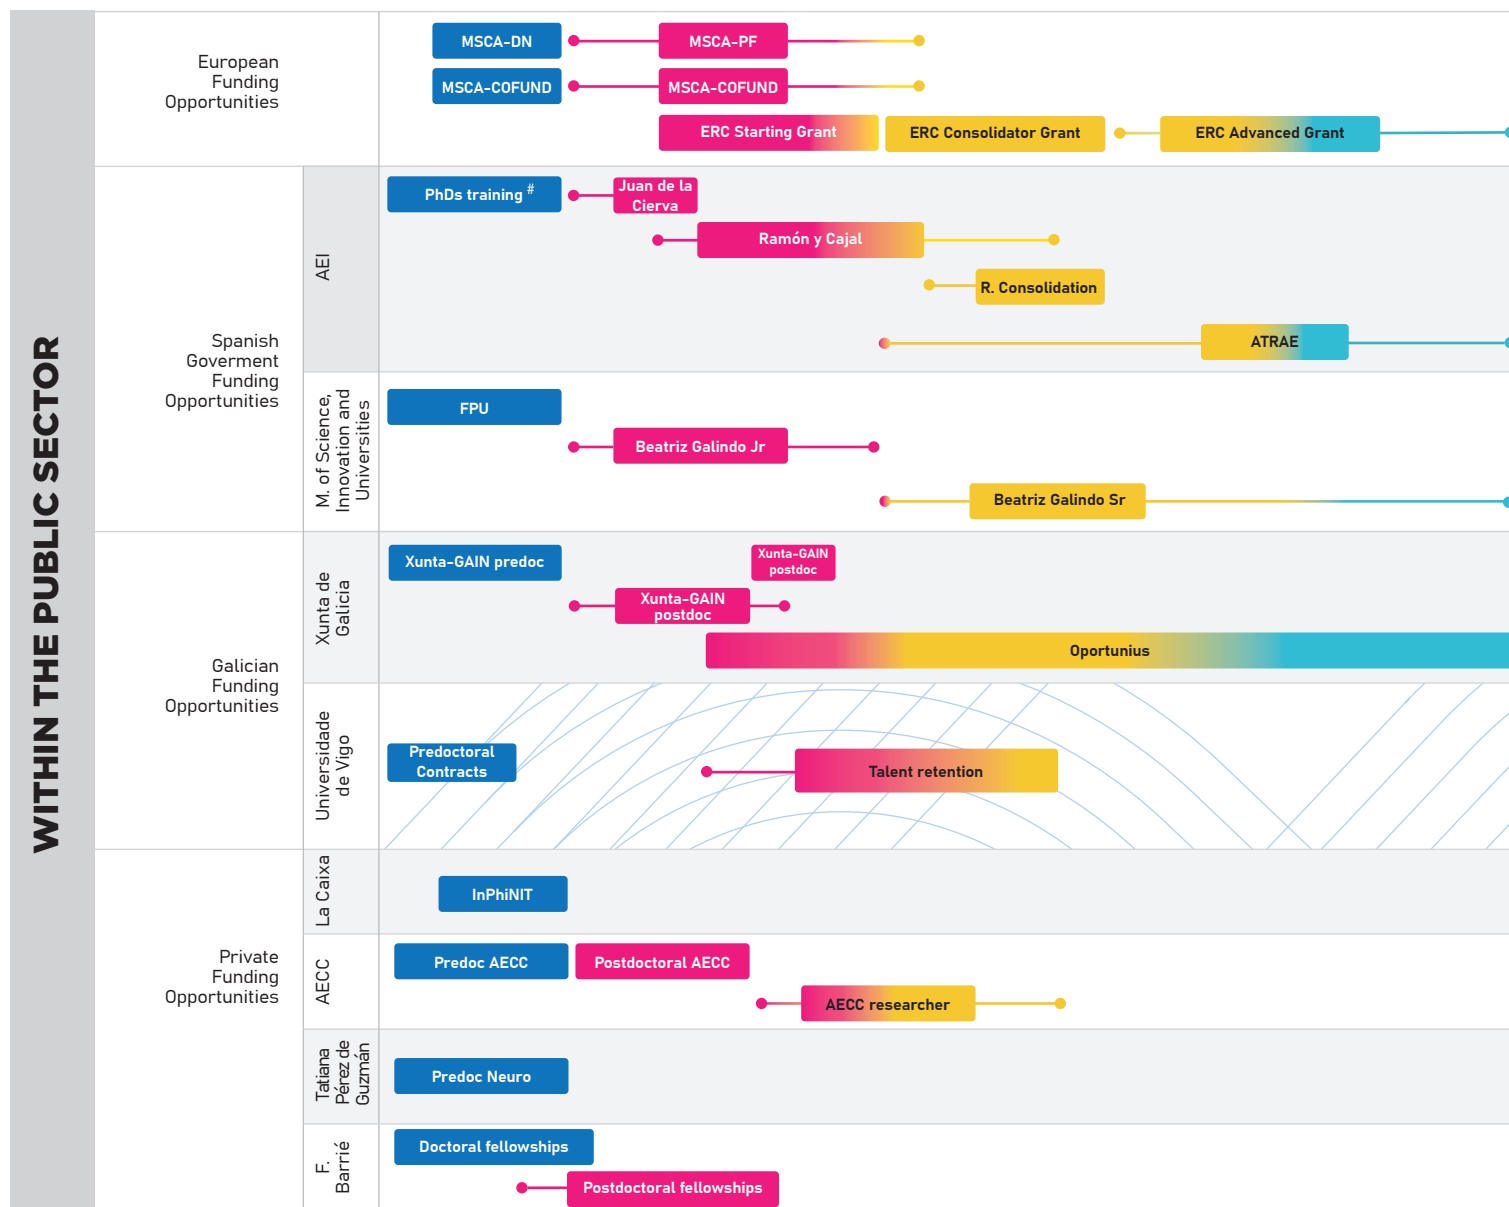 WITHIN THE PUBLIC SECTOR
European
Funding
Opportunities
MSCA-DN
MSCA-PF
MSCA-COFUND
MSCA-COFUND
ERC Starting Grant
ERC Consolidator Grant
ERC Advanced Grant
Spanish
Goverment
Funding
Opportunities
AEI
PhDs training #
Juan de la
Cierva
Ramón y Cajal
R. Consolidation
ATRAE
M. of Science,
Innovation and
Universities
FPU
Beatriz Galindo Jr
Beatriz Galindo Sr
Galician
Funding
Opportunities
Xunta de
Galicia
Xunta-GAIN predoc
Xunta-GAIN
postdoc
Xunta-GAIN
postdoc
Oportunius
Universidade
de Vigo
Predoctoral
Contracts
Talent retention
Private
Funding
Opportunities
La Caixa
InPhiNIT
AECC
Predoc AECC
Postdoctoral AECC
AECC researcher
Tatiana
Pérez de
Guzmán
Predoc Neuro
F.
Barrié
Doctoral fellowships
Postdoctoral fellowships